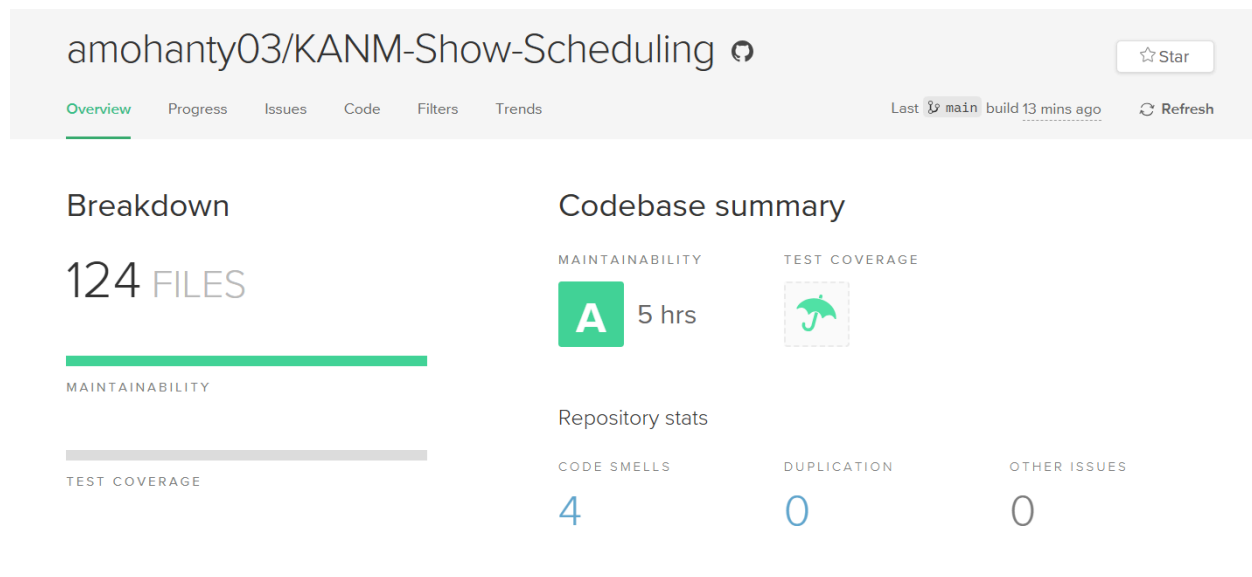 amohanty03/KANM-Show-Scheduling
Star
Overview Progress Issues Code Filters Trends
Last main build 13 mins ago Refresh
Breakdown
124 FILES
MAINTAINABILITY
TEST COVERAGE
Codebase summary
MAINTAINABILITY TEST COVERAGE
A 5 hrs
Repository stats
CODE SMELLS DUPLICATION OTHER ISSUES
4 0 0